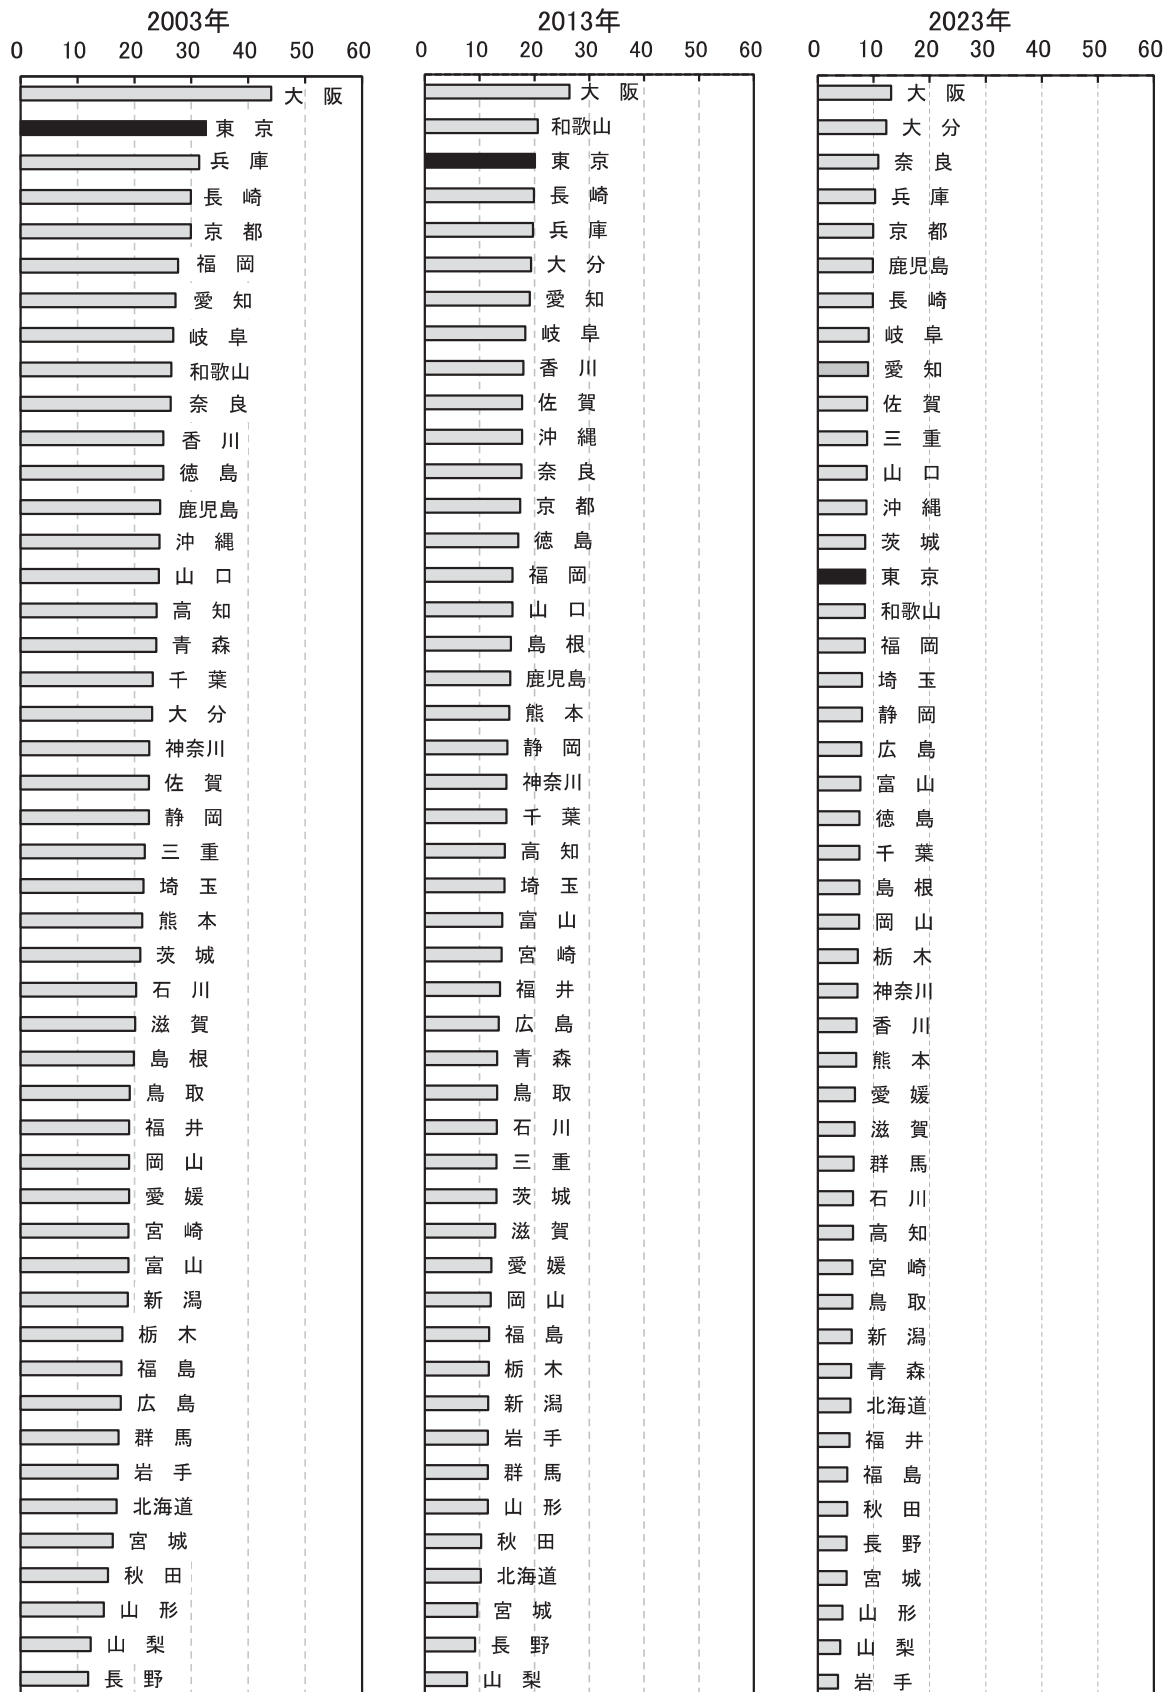 2003年
0 10 20 30 40 50 60
大 阪
東 京
兵 庫
長 崎
京 都
福 岡
愛 知
岐 阜
和歌山
奈 良
香 川
徳 島
鹿児島
沖 縄
山 口
高 知
青 森
千 葉
大 分
神奈川
佐 賀
静 岡
三 重
埼 玉
熊 本
茨 城
石 川
滋 賀
島 根
鳥 取
福 井
岡 山
愛 媛
宮 崎
富 山
新 潟
栃 木
福 島
広 島
群 馬
岩 手
北海道
宮 城
秋 田
山 形
山 梨
長 野
2013年
0 10 20 30 40 50 60
大 阪
和歌山
東 京
長 崎
兵 庫
大 分
愛 知
岐 阜
香 川
佐 賀
沖 縄
奈 良
京 都
徳 島
福 岡
山 口
島 根
鹿児島
熊 本
静 岡
神奈川
千 葉
高 知
埼 玉
富 山
宮 崎
福 井
広 島
青 森
鳥 取
石 川
三 重
茨 城
滋 賀
愛 媛
岡 山
福 島
栃 木
新 潟
岩 手
群 馬
山 形
秋 田
北海道
宮 城
長 野
山 梨
2023年
0 10 20 30 40 50 60
大 阪
大 分
奈 良
兵 庫
京 都
鹿児島
長 崎
岐 阜
愛 知
佐 賀
三 重
山 口
沖 縄
茨 城
東 京
和歌山
福 岡
埼 玉
静 岡
広 島
富 山
徳 島
千 葉
島 根
岡 山
栃 木
神奈川
香 川
熊 本
愛 媛
滋 賀
群 馬
石 川
高 知
宮 崎
鳥 取
新 潟
青 森
北海道
福 井
福 島
秋 田
長 野
宮 城
山 形
山 梨
岩 手